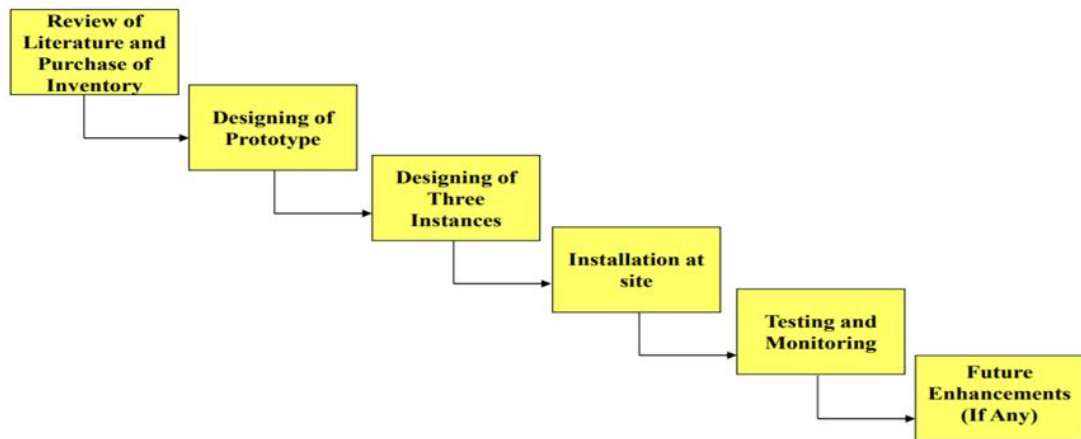 Review of
Literature and
Purchase of
Inventory
Designing of
Prototype
Designing of
Three
Instances
Installation at
site
Testing and
Monitoring
Future
Enhancements
(If Any)